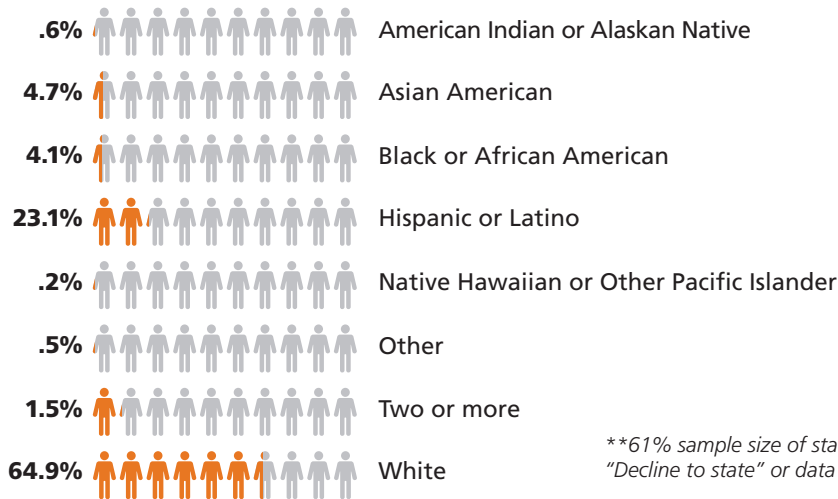 .6% American Indian or Alaskan Native
4.7% Asian American
4.1% Black or African American
23.1% Hispanic or Latino
.2% Native Hawaiian or Other Pacific Islander
.5% Other
1.5% Two or more
64.9% White
**61% sample size of
"Decline to state" or data